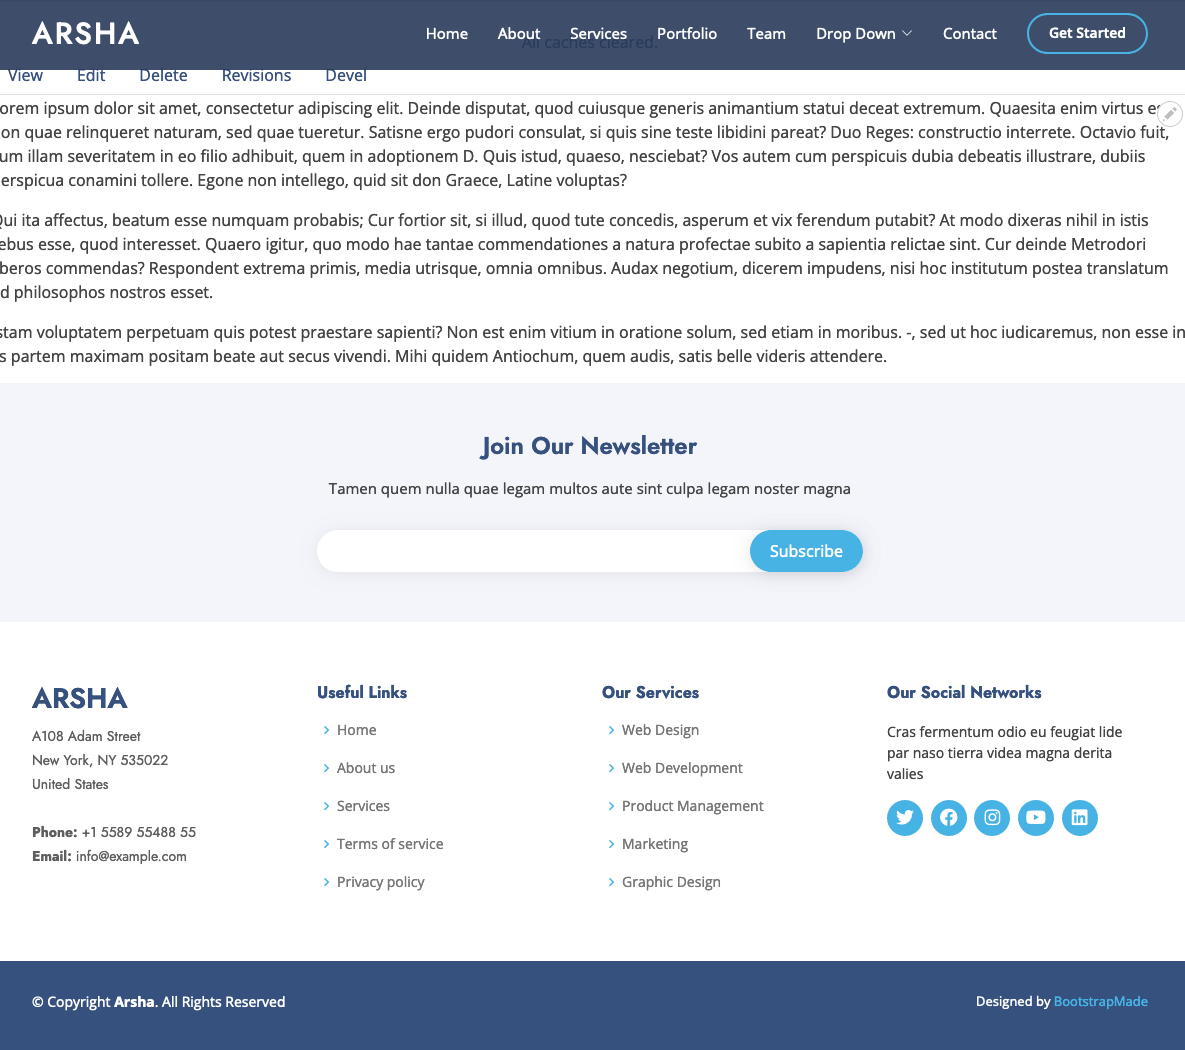 ARSHA
Home About Services Portfolio Team Drop Down Contact Get Started
All caches cleared.
View Edit Delete Revisions Devel
orem ipsum dolor sit amet, consectetur adipiscing elit. Deinde disputat, quod cuiusque generis animantium statui deceat extremum. Quaesita enim virtus
on quae relinqueret naturam, sed quae tueretur. Satisne ergo pudori consulat, si quis sine teste libidini pareat? Duo Reges: constructio interrete. Octavio fuit,
um illam severitatem in eo filio adhibuit, quem in adoptionem D. Quis istud, quaeso, nesciebat? Vos autem cum perspicuis dubia debeatis illustrare, dubiis
erspicua conamini tollere. Egone non intellego, quid sit don Graece, Latine voluptas?
Qui ita affectus, beatum esse numquam probabis; Cur fortior sit, si illud, quod tute concedis, asperum et vix ferendum putabit? At modo dixeras nihil in istis
ebus esse, quod interesset. Quaero igitur, quo modo hae tantae commendationes a natura profectae subito a sapientia relictae sint. Cur deinde Metrodori
beros commendas? Respondent extrema primis, media utrisque, omnia omnibus. Audax negotium, dicerem impudens, nisi hoc institutum postea translatum
d philosophos nostros esset.
stam voluptatem perpetuam quis potest praestare sapienti? Non est enim vitium in oratione solum, sed etiam in moribus. -, sed ut hoc iudicaremus, non esse in
s partem maximam positam beate aut secus vivendi. Mihi quidem Antiochum, quem audis, satis belle videris attendere.
Join Our Newsletter
Tamen quem nulla quae legam multos aute sint culpa legam noster magna
Subscribe
ARSHA
A108 Adam Street
New York, NY 535022
United States
Phone: +1 5589 55488 55
Email: info@example.com
Useful Links
Home
About us
Services
Terms of service
Privacy policy
Our Services
Web Design
Web Development
Product Management
Marketing
Graphic Design
Our Social Networks
Cras fermentum odio eu feugiat lide
par naso tierra videa magna derita
valies
© Copyright Arsha. All Rights Reserved
Designed by BootstrapMade